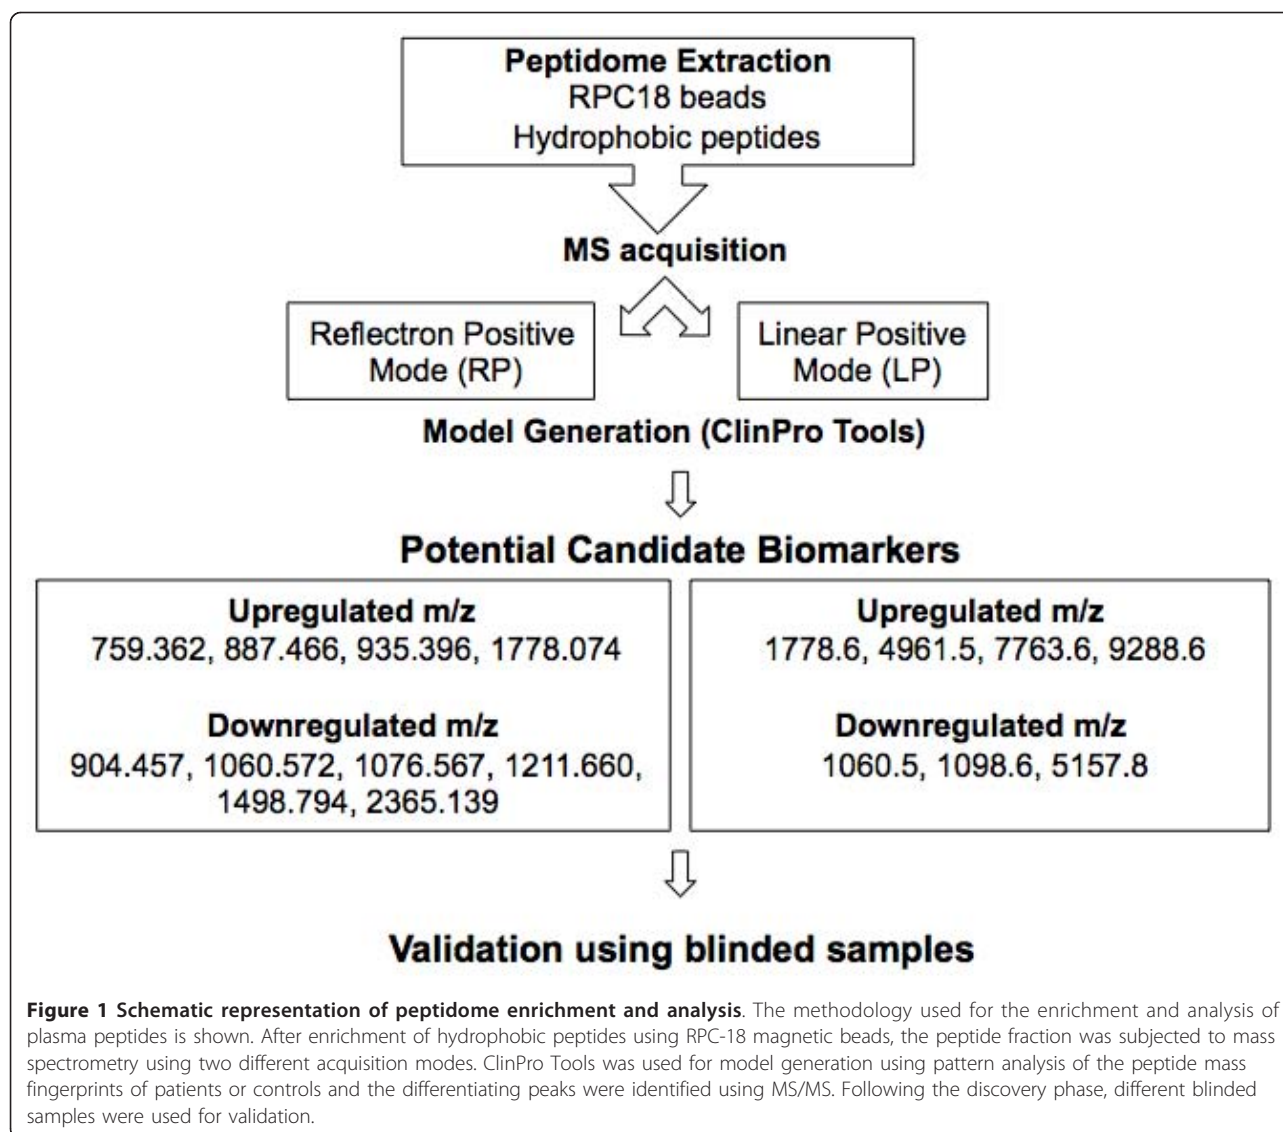 Peptidome Extraction
RPC18 beads
Hydrophobic peptides
MS acquisition
Reflectron Positive
Mode (RP)
Linear Positive
Mode (LP)
Model Generation (ClinPro Tools)
Potential Candidate Biomarkers
Upregulated m/z
759.362, 887.466, 935.396, 1778.074
Downregulated m/z
904.457, 1060.572, 1076.567, 1211.660,
1498.794, 2365.139
Upregulated m/z
1778.6, 4961.5, 7763.6, 9288.6
Downregulated m/z
1060.5, 1098.6, 5157.8
Validation using blinded samples
Figure 1 Schematic representation of peptidome enrichment and analysis. The methodology used for the enrichment and analysis of
plasma peptides is shown. After enrichment of hydrophobic peptides using RPC-18 magnetic beads, the peptide fraction was subjected to mass
spectrometry using two different acquisition modes. ClinPro Tools was used for model generation using pattern analysis of the peptide mass
fingerprints of patients or controls and the differentiating peaks were identified using MS/MS. Following the discovery phase, different blinded
samples were used for validation.